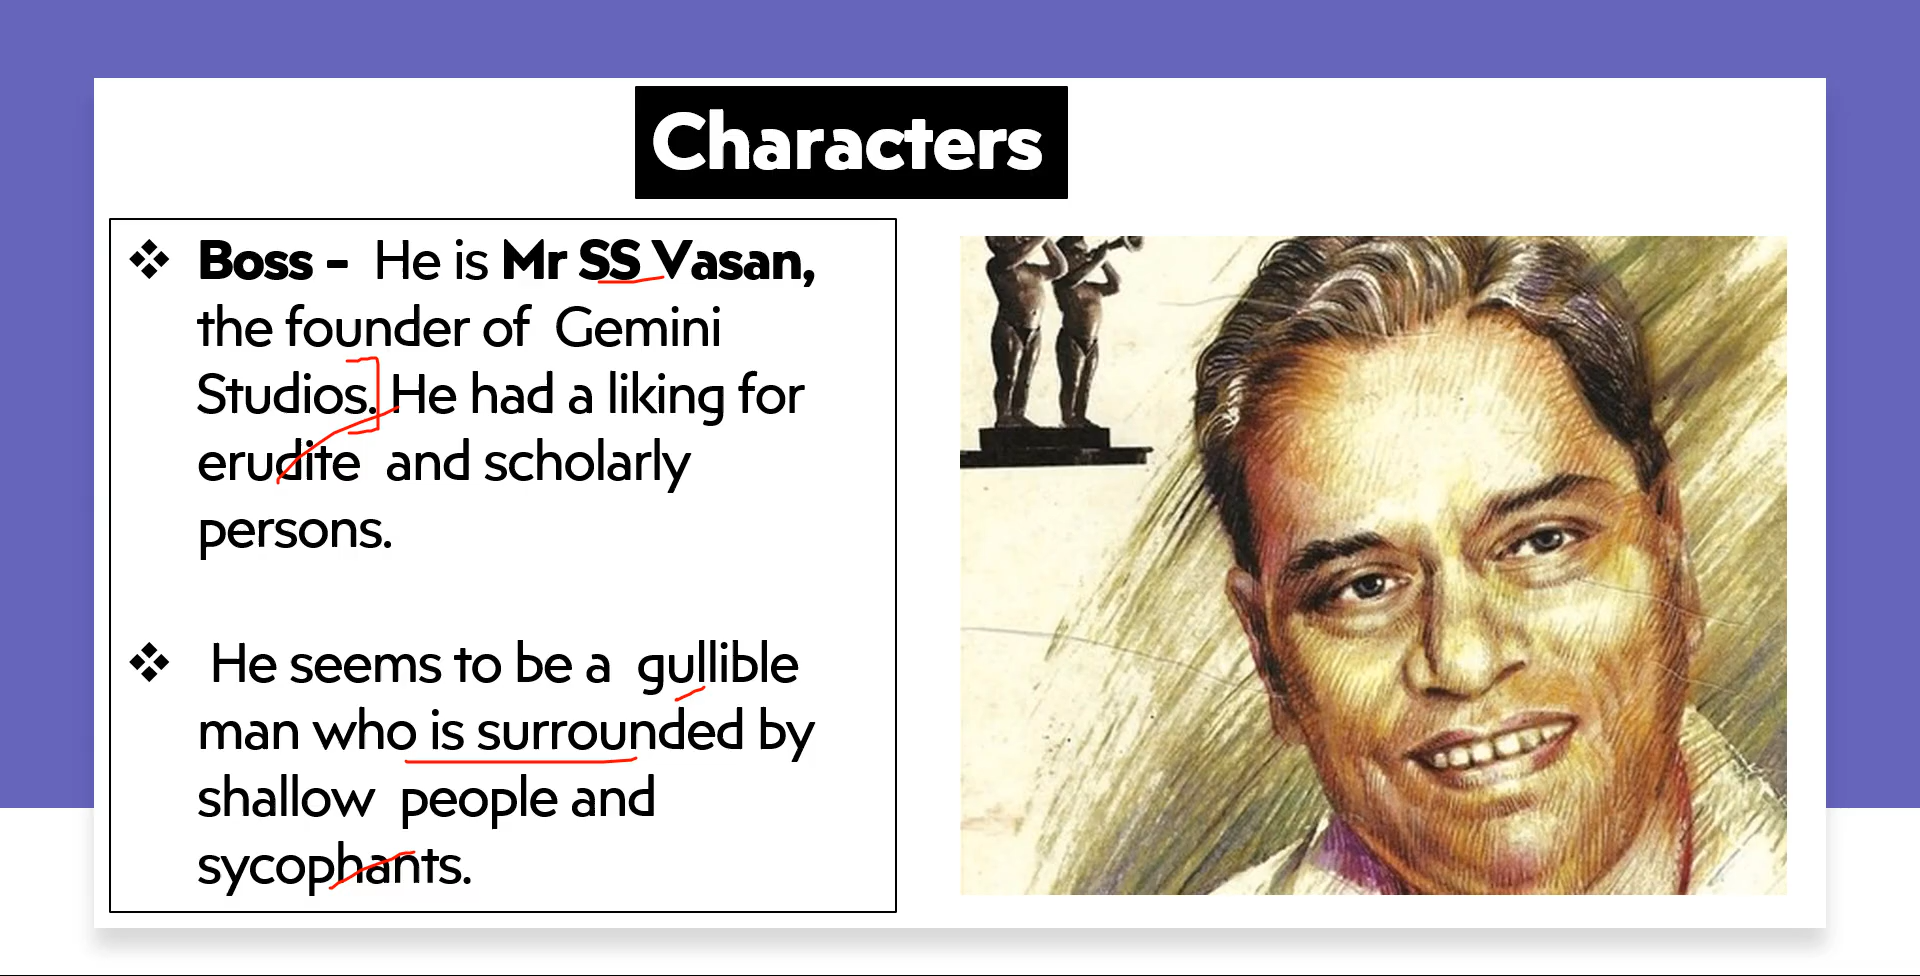 Characters
❖ Boss - He is Mr SS Vasan,
the founder of Gemini
Studios. He had a liking for
erudite and scholarly
persons.
❖ He seems to be a gullible
man who is surrounded by
shallow people and
sycophants.